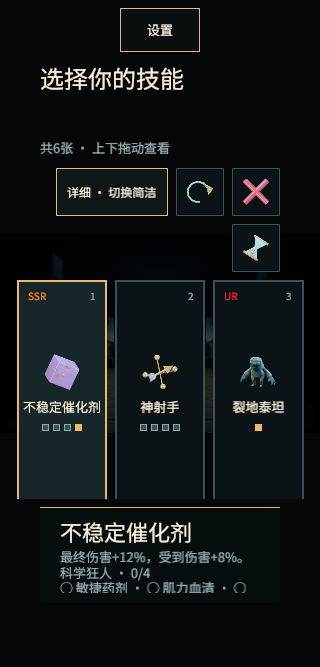 设置
选择你的技能
共6张 · 上下拖动查看
详细 · 切换简洁
SSR 1
2
UR 3
不稳定催化剂
神射手
裂地泰坦
不稳定催化剂
最终伤害+12%，受到伤害+8%。
科学狂人 · 0/4
〇 敏捷药剂 · 〇 肌力血清 · 〇